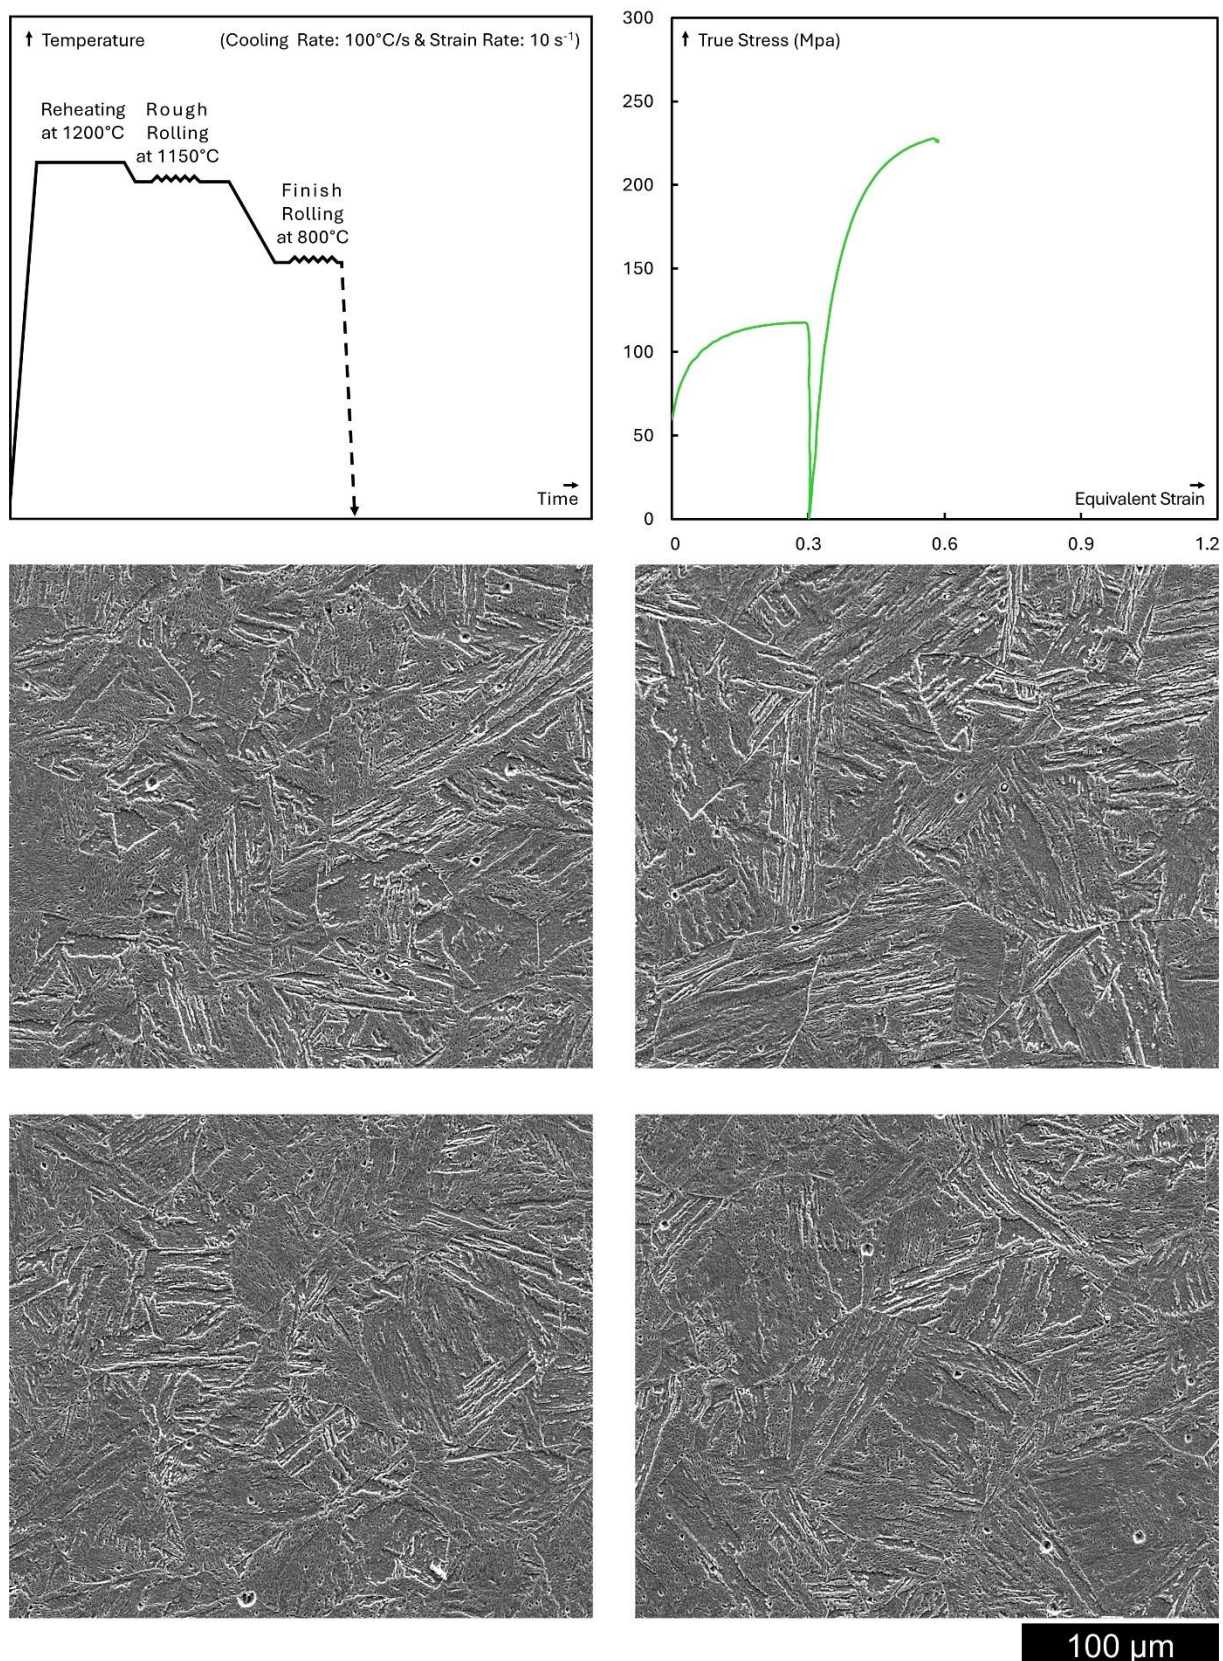 Temperature (Cooling Rate: 100°C/s & Strain Rate: 10 s⁻¹)
Reheating
at 1200°C
Rough
Rolling
at 1150°C
Finish
Rolling
at 800°C
Time
300
True Stress (Mpa)
250
200
150
100
50
Equivalent Strain
0
0 0.3 0.6 0.9 1.2
100 µm